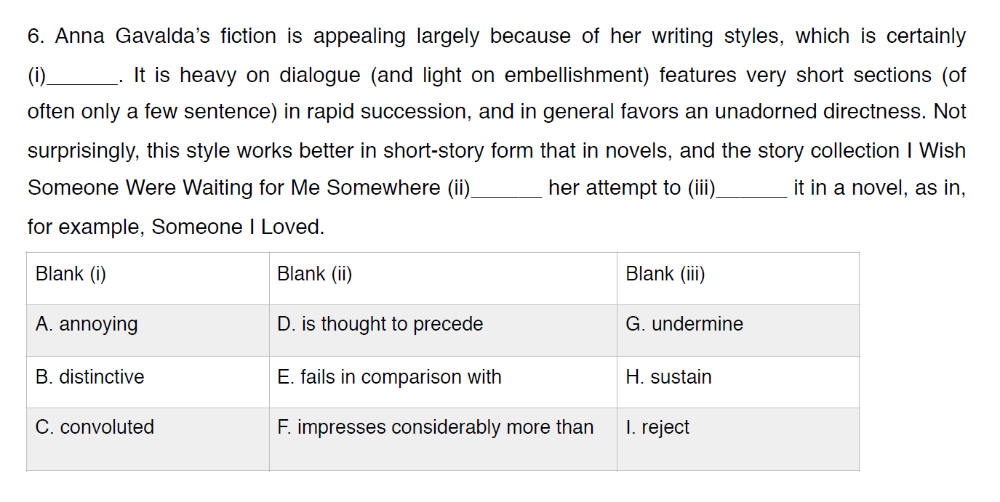 6. Anna Gavalda’s fiction is appealing largely because of her writing styles, which is certainly
(i)______. It is heavy on dialogue (and light on embellishment) features very short sections (of
often only a few sentence) in rapid succession, and in general favors an unadorned directness. Not
surprisingly, this style works better in short-story form that in novels, and the story collection I Wish
Someone Were Waiting for Me Somewhere (ii)______ her attempt to (iii)______ it in a novel, as in,
for example, Someone I Loved.
Blank (i) Blank (ii) Blank (iii)
A. annoying D. is thought to precede G. undermine
B. distinctive E. fails in comparison with H. sustain
C. convoluted F. impresses considerably more than I. reject